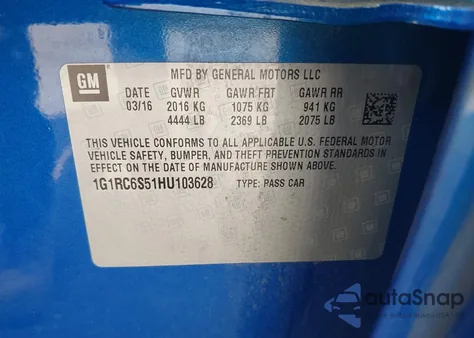 GM
MFD BY GENERAL MOTORS LLC
DATE GVWR GAWR FRT GAWR RR
03/16 2016 KG 1075 KG 941 KG
4444 LB 2369 LB 2075 LB
THIS VEHICLE CONFORMS TO ALL APPLICABLE U.S. FEDERAL MOTOR
VEHICLE SAFETY, BUMPER, AND THEFT PREVENTION STANDARDS IN
EFFECT ON THE DATE OF MANUFACTURE SHOWN ABOVE.
1G1RC6S51HU103628 TYPE: PASS CAR
autoSnap